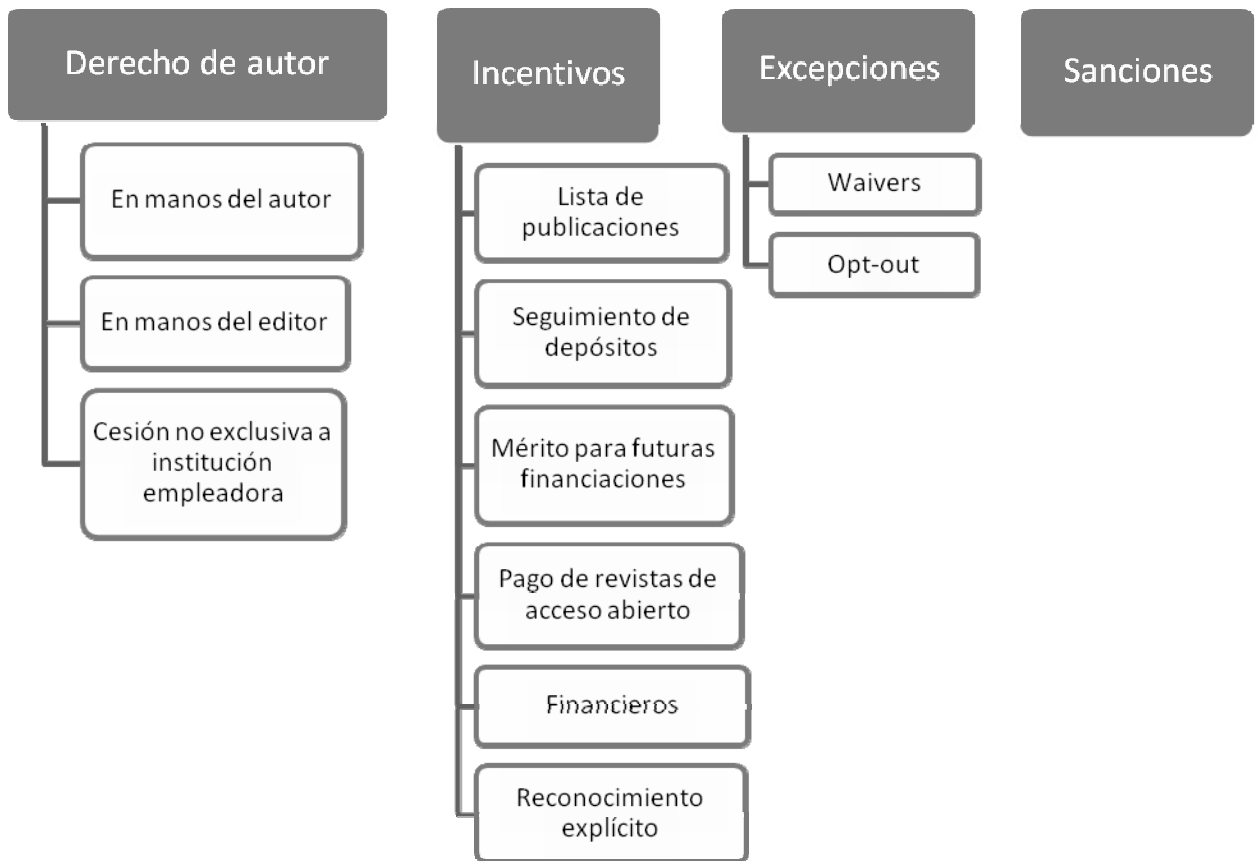 Derecho de autor
En manos del autor
En manos del editor
Cesión no exclusiva a
institución
empleadora
Incentivos
Lista de
publicaciones
Seguimiento de
depósitos
Mérito para futuras
financiaciones
Pago de revistas de
acceso abierto
Financieros
Reconocimiento
explícito
Excepciones
Waivers
Opt-out
Sanciones